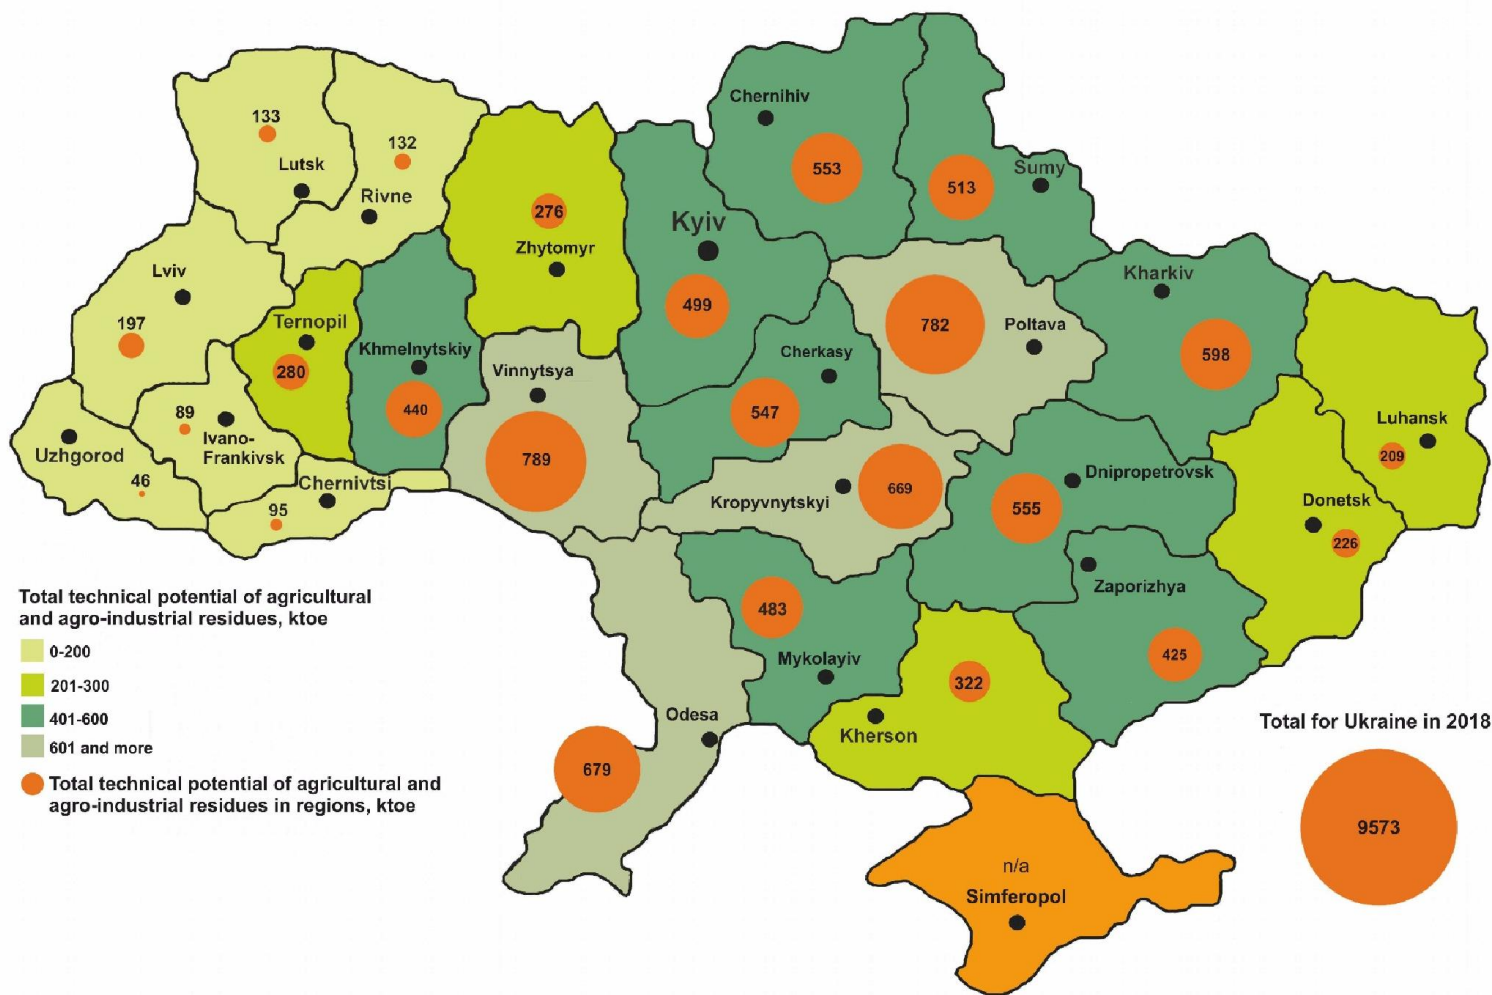 Chernihiv
133
132
Lutsk
553
Sumy
513
Rivne
276
Kyiv
Zhytomyr
Lviv
Kharkiv
499
197
Ternopil
782
Poltava
Khmelnytskiy
Cherkasy
598
280
Vinnytsya
440
547
89
Luhansk
Ivano-
Frankivsk
Uzhgorod
209
789
46
Chernivtsi
Dnipropetrovsk
669
Kropyvnytskyi
Donetsk
95
555
226
Zaporizhya
Total technical potential of agricultural
and agro-industrial residues, ktoe
0-200
201-300
401-600
601 and more
Total technical potential of agricultural and
agro-industrial residues in regions, ktoe
483
Mykolayiv
425
322
Odesa
Kherson
679
Total for Ukraine in 2018
9573
n/a
Simferopol